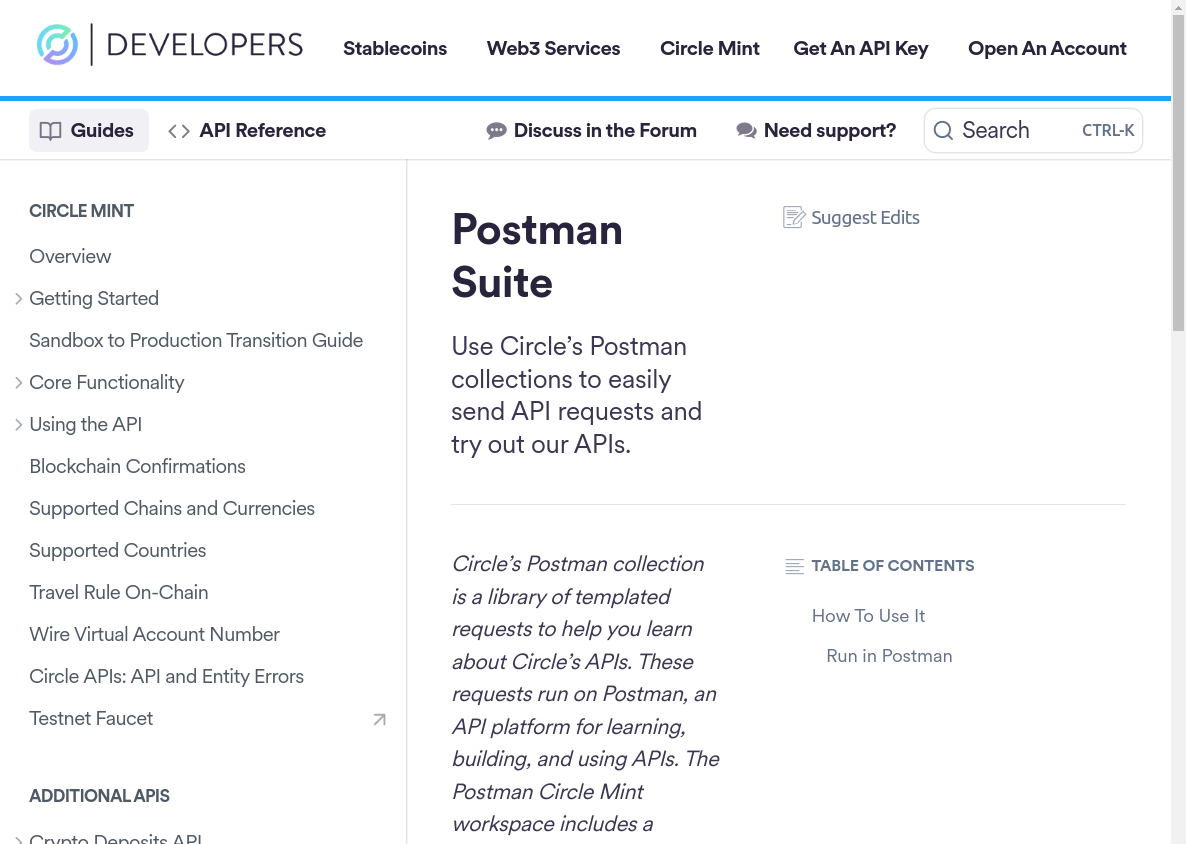 DEVELOPERS
Stablecoins Web3 Services Circle Mint Get An API Key Open An Account
Guides API Reference Discuss in the Forum Need support? Search CTRL-K
CIRCLE MINT
Overview
Getting Started
Sandbox to Production Transition Guide
Core Functionality
Using the API
Blockchain Confirmations
Supported Chains and Currencies
Supported Countries
Travel Rule On-Chain
Wire Virtual Account Number
Circle APIs: API and Entity Errors
Testnet Faucet
ADDITIONAL APIS
Crypto Deposits API
Postman
Suite
Suggest Edits
Use Circle’s Postman
collections to easily
send API requests and
try out our APIs.
Circle’s Postman collection
is a library of templated
requests to help you learn
about Circle’s APIs. These
requests run on Postman, an
API platform for learning,
building, and using APIs. The
Postman Circle Mint
workspace includes a
TABLE OF CONTENTS
How To Use It
Run in Postman